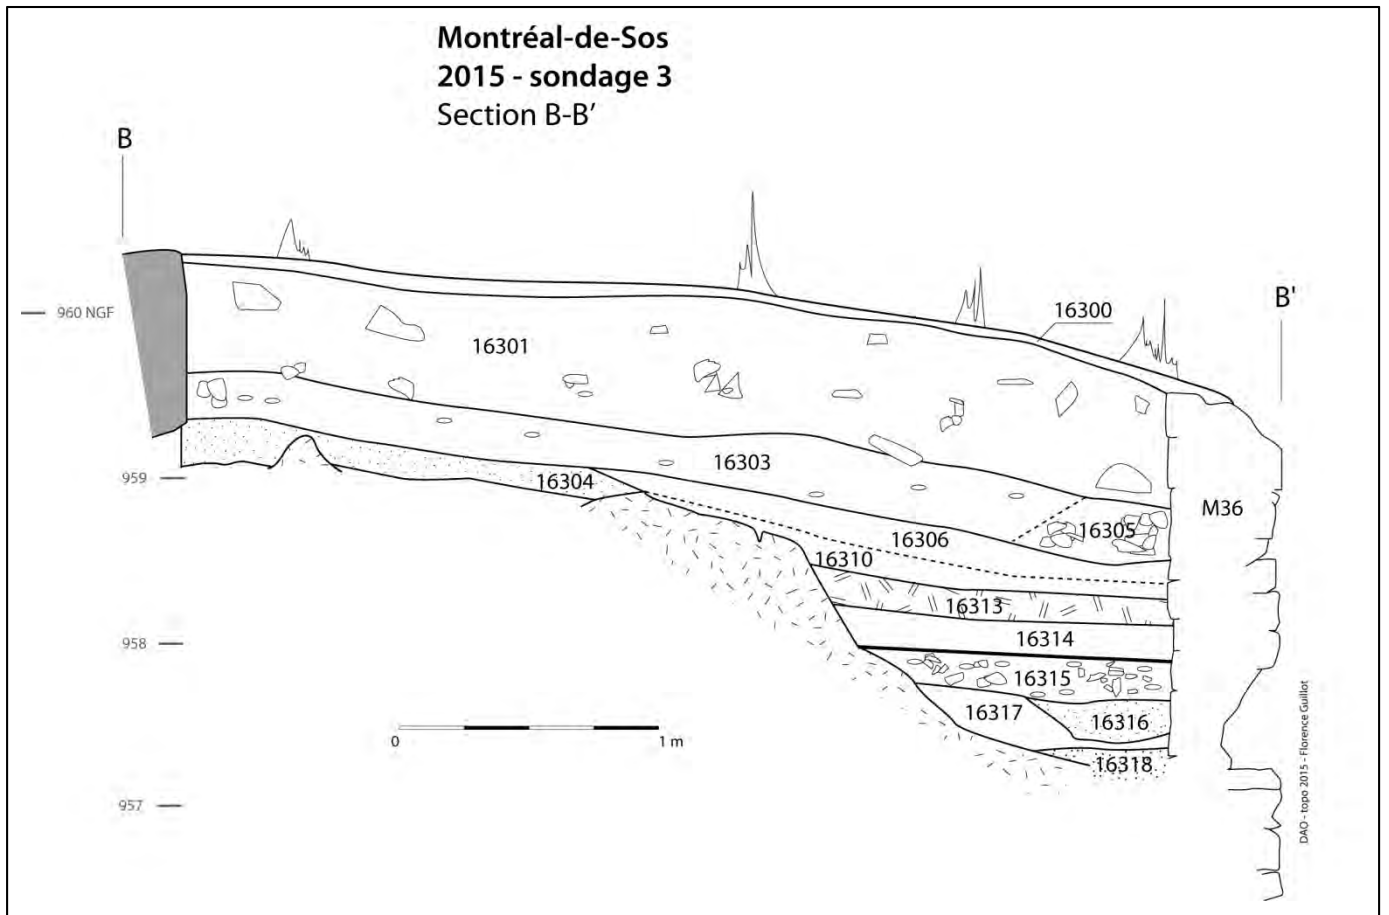 Montréal-de-Sos
2015 - sondage 3
Section B-B'
B
B'
960 NGF
16300
16301
959
16303
16304
M36
16305
16306
16310
16313
958
16314
16315
16317
16316
0
1 m
16318
957
DAO - topo 2015 - Florence Guillot